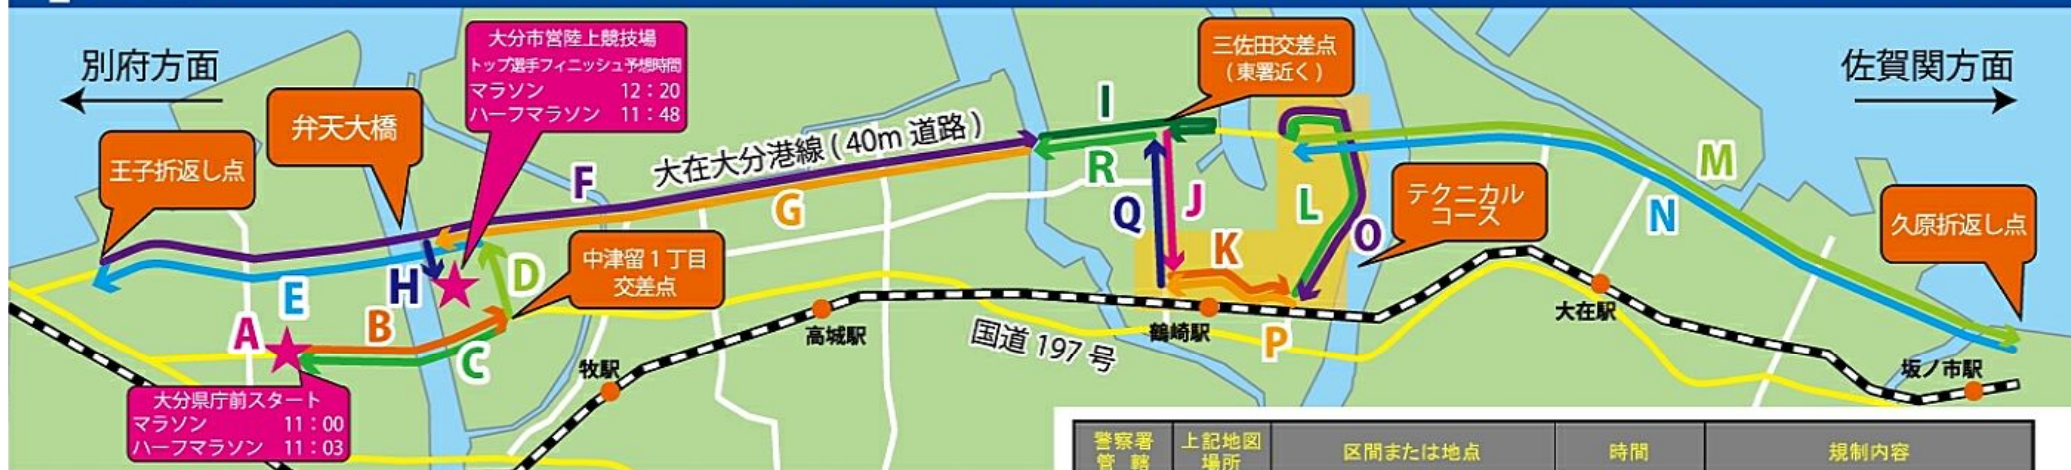 別府方面
王子折返し点
弁天大橋
大分市営陸上競技場
トップ選手フィニッシュ予想時間
マラソン 12:20
ハーフマラソン 11:48
大在大分港線(40m 道路)
三佐田交差点
(東署近く)
佐賀関方面
久原折返し点
テクニカル
コース
中津留1丁目
交差点
大分県庁前スタート
マラソン 11:00
ハーフマラソン 11:03
A
B
C
D
E
F
G
H
I
J
K
L
M
N
O
P
Q
R
牧駅
高城駅
国道 197 号
鶴崎駅
大在駅
坂ノ市駅
警察署
管 轄
上記地図
場所
区間または地点
時間
規制内容